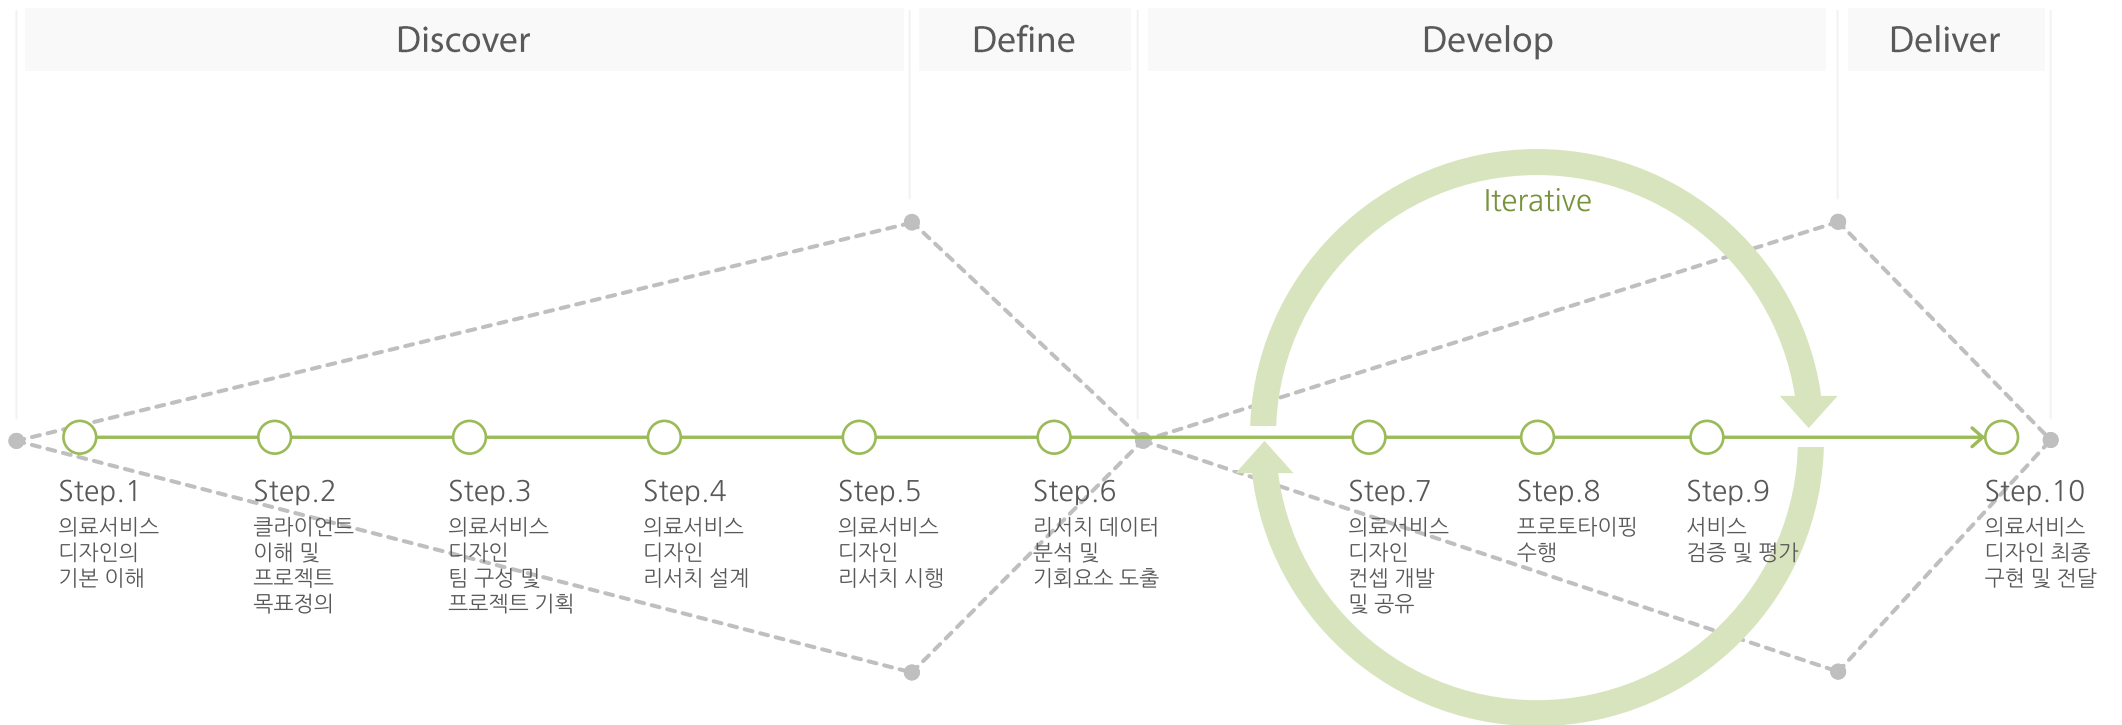 Discover
Define
Develop
Deliver
Iterative
Step.1
의료서비스
디자인의
기본 이해
Step.2
클라이언트
이해 및
프로젝트
목표정의
Step.3
의료서비스
디자인
팀 구성 및
프로젝트 기획
Step.4
의료서비스
디자인
리서치 설계
Step.5
의료서비스
디자인
리서치 시행
Step.6
리서치 데이터
분석 및
기회요소 도출
Step.7
의료서비스
디자인
컨셉 개발
및 공유
Step.8
프로토타이핑
수행
Step.9
서비스
검증 및 평가
Step.10
의료서비스
디자인 최종
구현 및 전달